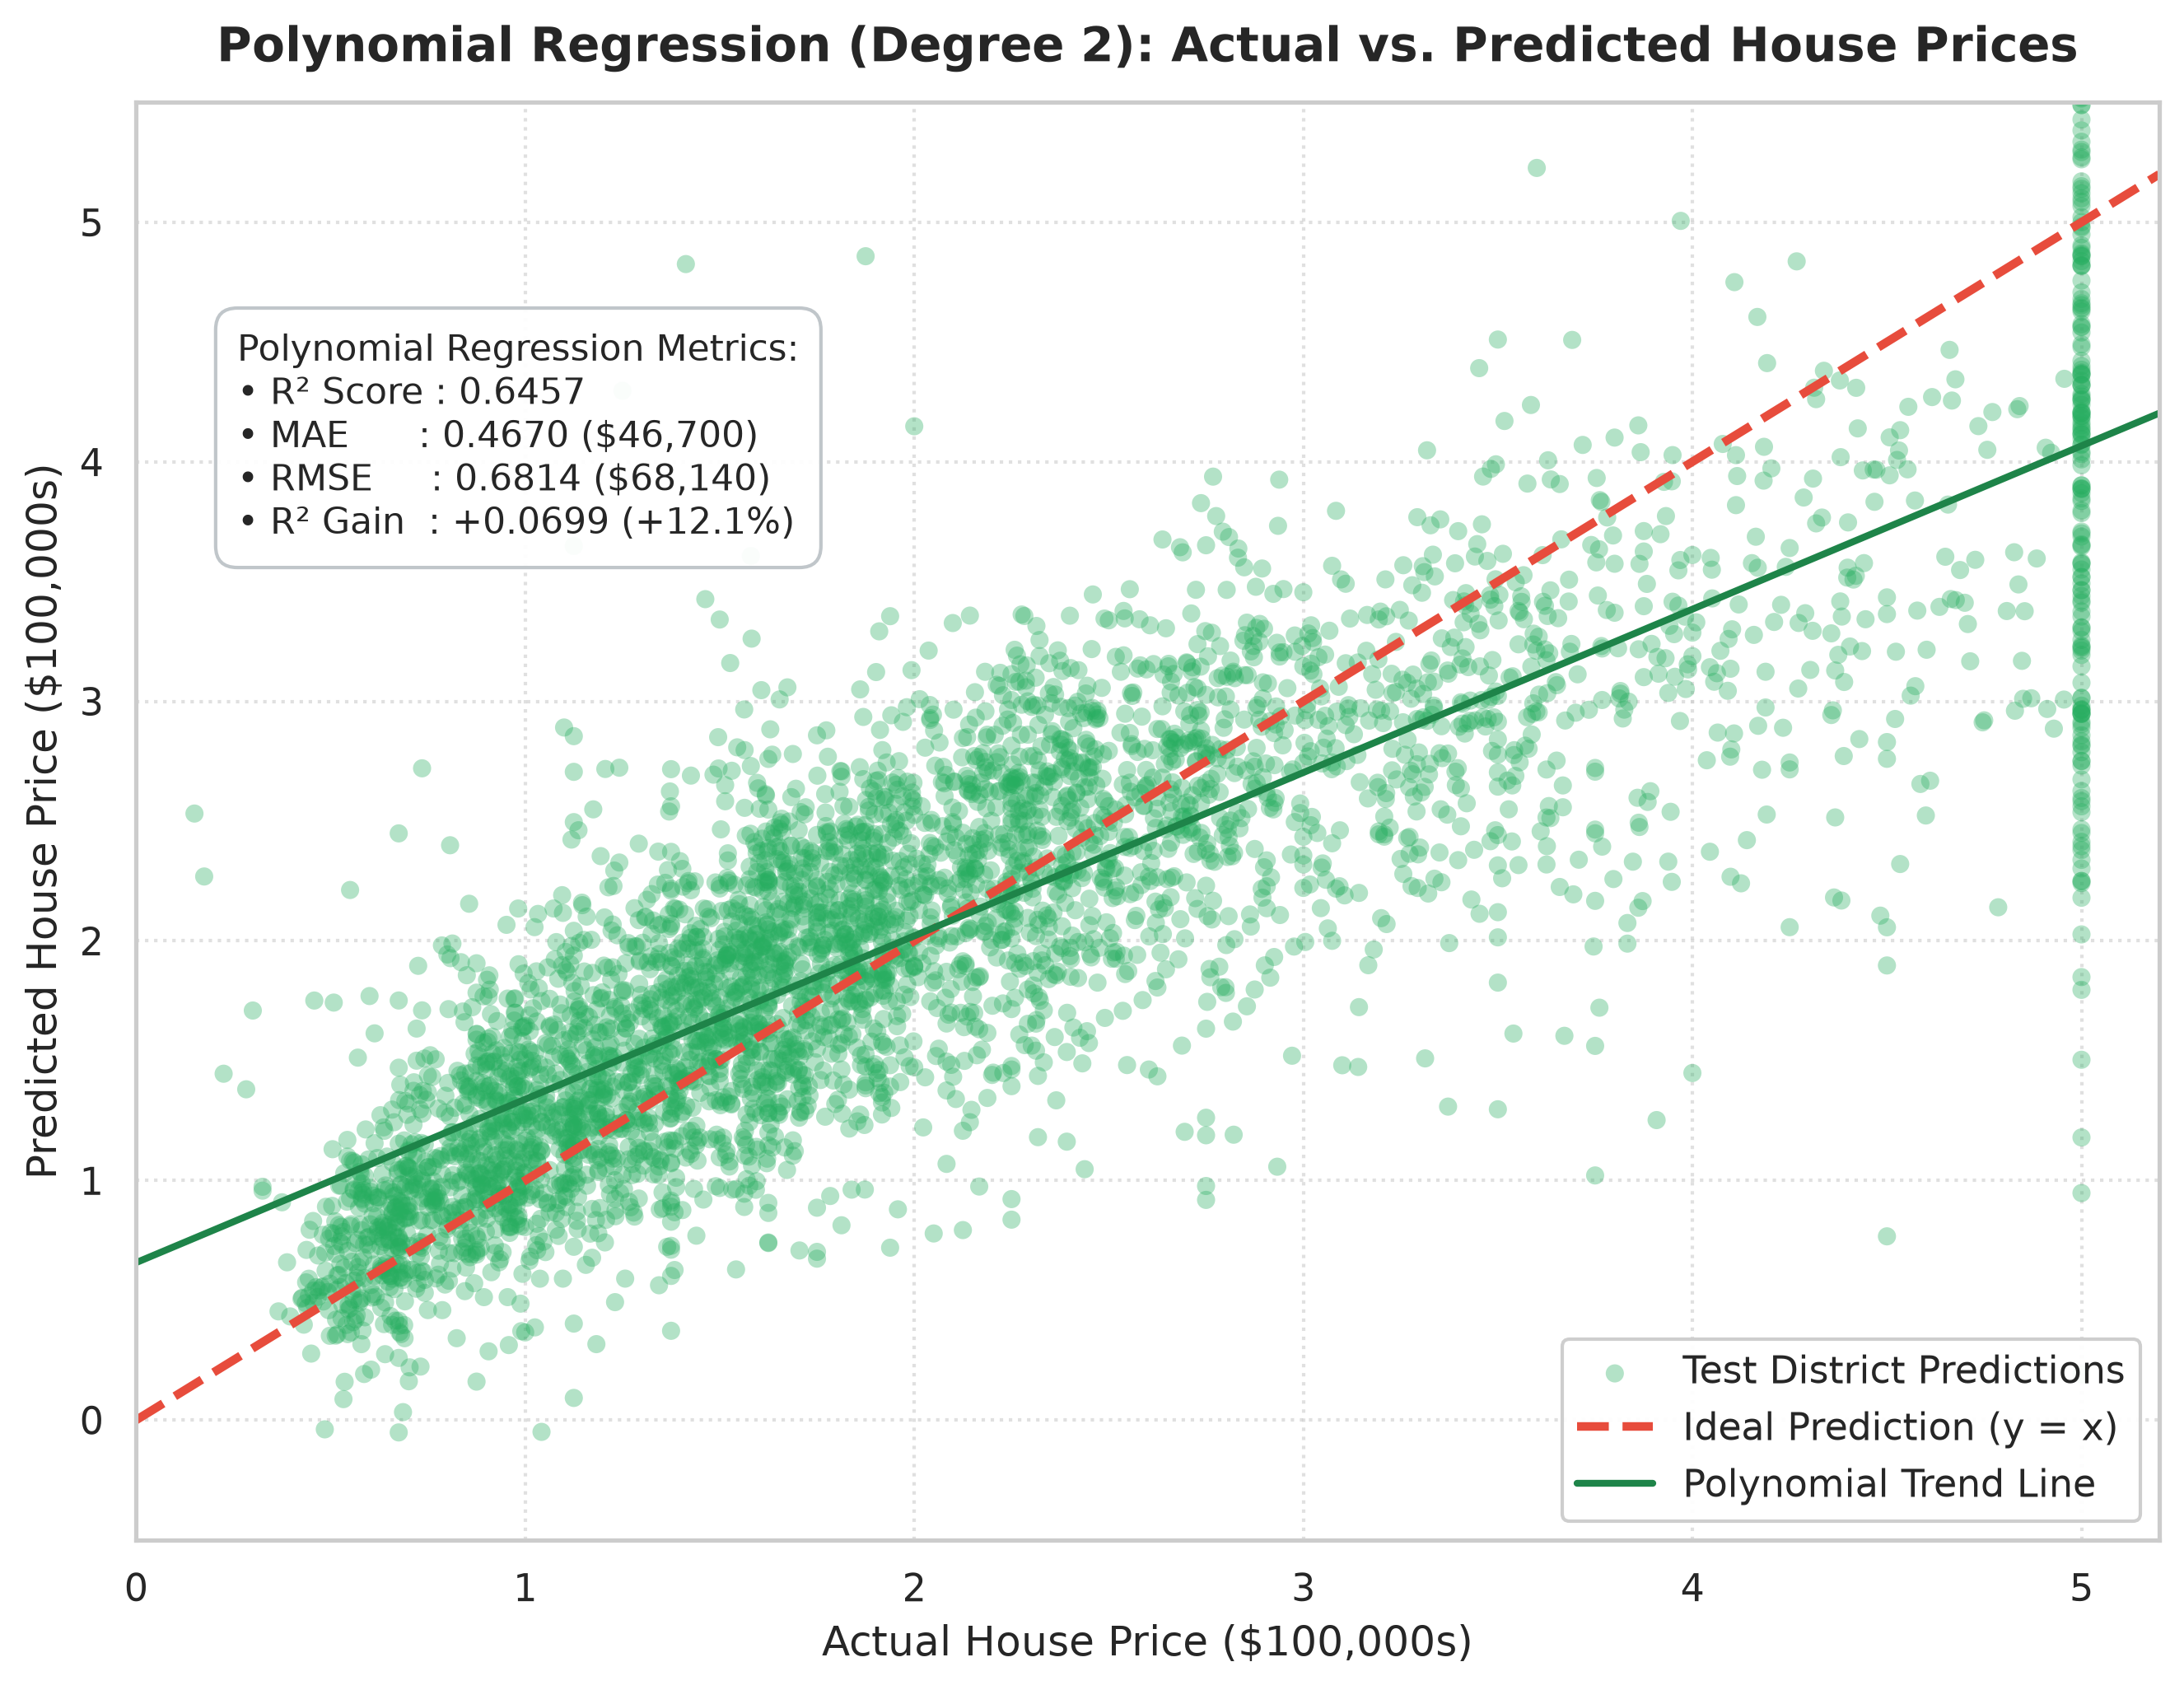 Polynomial Regression (Degree 2): Actual vs. Predicted House Prices
Predicted House Price ($100,000s)
5
4
3
2
1
0
Polynomial Regression Metrics:
• R² Score : 0.6457
• MAE : 0.4670 ($46,700)
• RMSE : 0.6814 ($68,140)
• R² Gain : +0.0699 (+12.1%)
Test District Predictions
Ideal Prediction (y = x)
Polynomial Trend Line
0 1 2 3 4 5
Actual House Price ($100,000s)